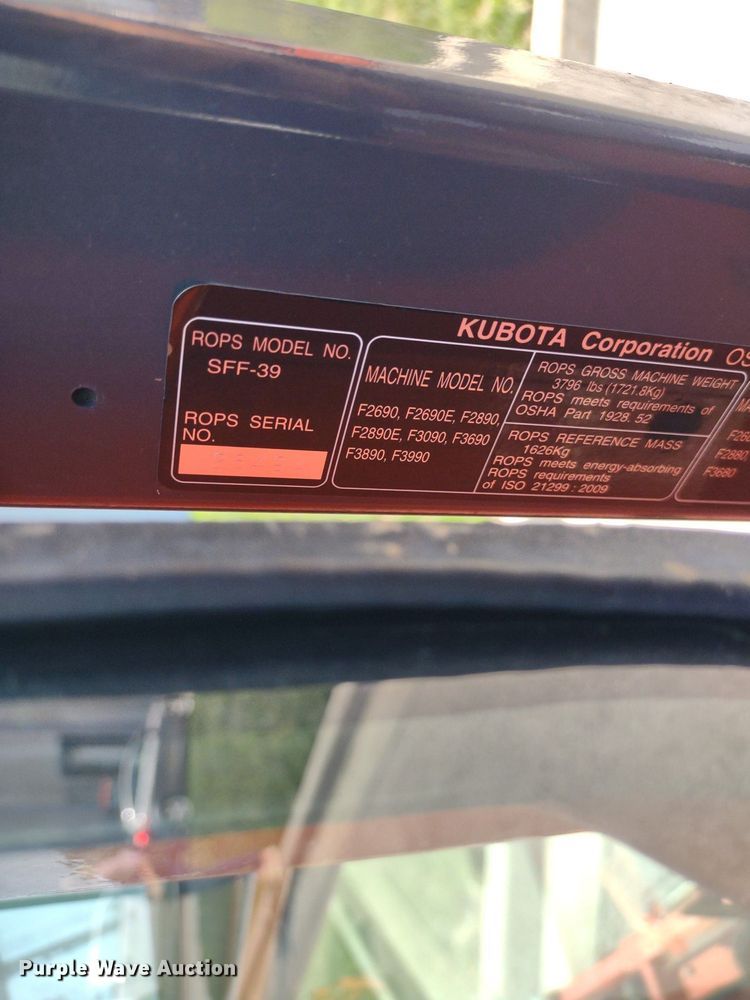 KUBOTA Corporation
ROPS MODEL NO.
SFF-39
ROPS SERIAL
NO.
MACHINE MODEL NO.
F2690, F2690E, F2890,
F2890E, F3090, F3690
F3890, F3990
ROPS GROSS MACHINE WEIGHT
3796 lbs (1721.8Kg)
ROPS meets requirements of
OSHA Part 1928. 52
ROPS REFERENCE MASS
1626Kg
ROPS meets energy-absorbing
ROPS requirements
of ISO 21299 : 2009
F2880
F3680
Purple Wave Auction